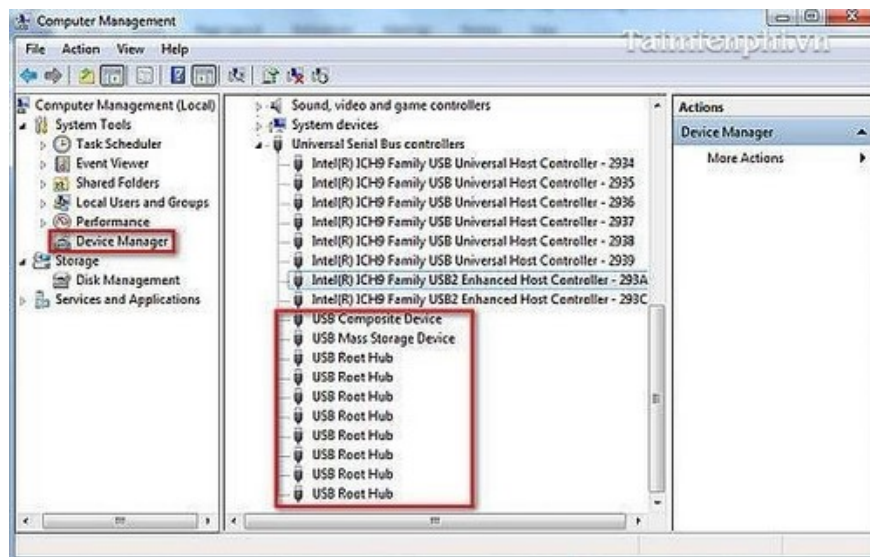 Computer Management
Taimienphi.vn
File Action View Help
Computer Management (Local)
System Tools
Task Scheduler
Event Viewer
Shared Folders
Local Users and Groups
Performance
Device Manager
Storage
Disk Management
Services and Applications
Sound, video and game controllers
System devices
Universal Serial Bus controllers
Intel(R) ICH9 Family USB Universal Host Controller - 2934
Intel(R) ICH9 Family USB Universal Host Controller - 2935
Intel(R) ICH9 Family USB Universal Host Controller - 2936
Intel(R) ICH9 Family USB Universal Host Controller - 2937
Intel(R) ICH9 Family USB Universal Host Controller - 2938
Intel(R) ICH9 Family USB Universal Host Controller - 2939
Intel(R) ICH9 Family USB2 Enhanced Host Controller - 293A
Intel(R) ICH9 Family USB2 Enhanced Host Controller - 293C
USB Composite Device
USB Mass Storage Device
USB Root Hub
USB Root Hub
USB Root Hub
USB Root Hub
USB Root Hub
USB Root Hub
USB Root Hub
USB Root Hub
Actions
Device Manager
More Actions